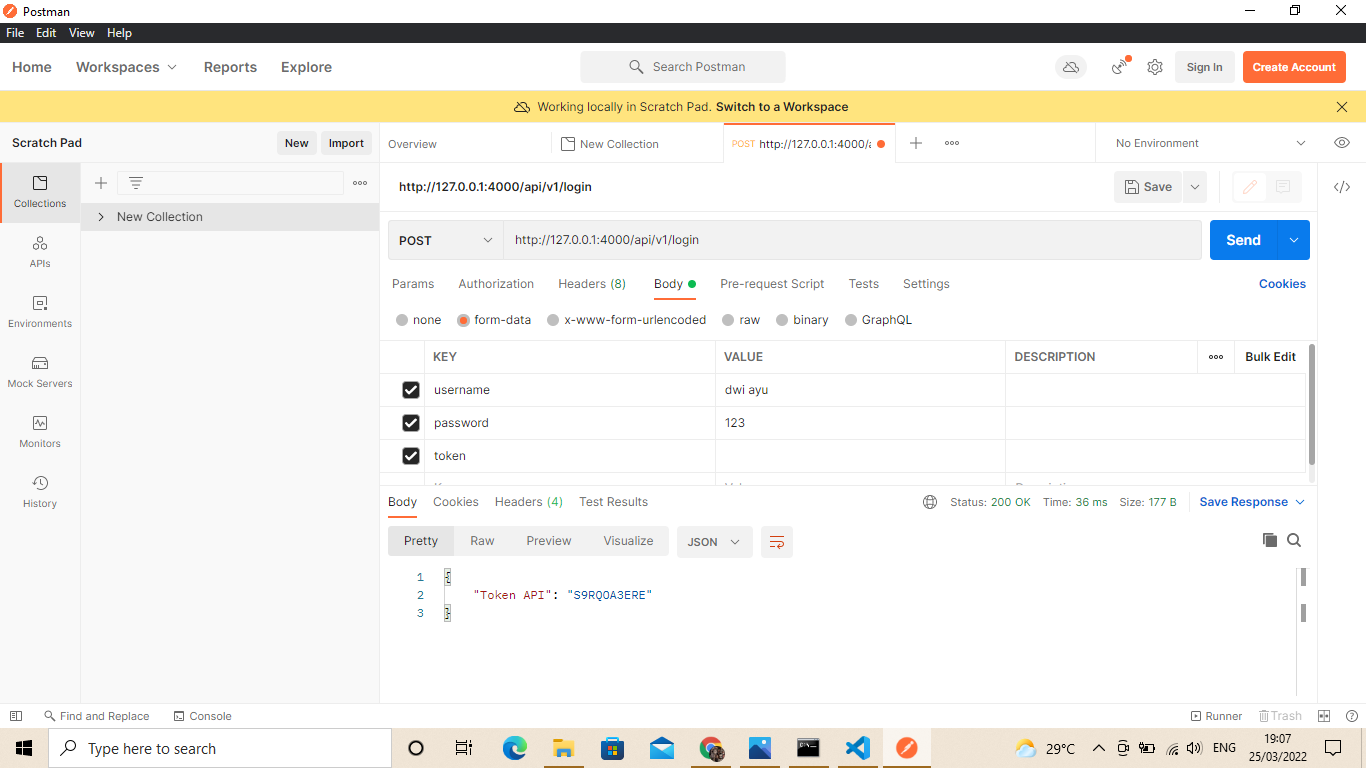 Postman
File Edit View Help
Home Workspaces Reports Explore Search Postman Sign In Create Account
Working locally in Scratch Pad. Switch to a Workspace
Scratch Pad New Import Overview New Collection POST http://127.0.0.1:4000/a No Environment
Collections
New Collection
APIs
Environments
Mock Servers
Monitors
History
http://127.0.0.1:4000/api/v1/login Save
POST http://127.0.0.1:4000/api/v1/login Send
Params Authorization Headers (8) Body Pre-request Script Tests Settings Cookies
none form-data x-www-form-urlencoded raw binary GraphQL
KEY VALUE DESCRIPTION Bulk Edit
username dwi ayu
password 123
token
Body Cookies Headers (4) Test Results Status: 200 OK Time: 36 ms Size: 177 B Save Response
Pretty Raw Preview Visualize JSON
1 {
2 "Token API": "S9RQOA3ERE"
3 }
Find and Replace Console Runner Trash
Type here to search 29°C ENG 19:07
25/03/2022